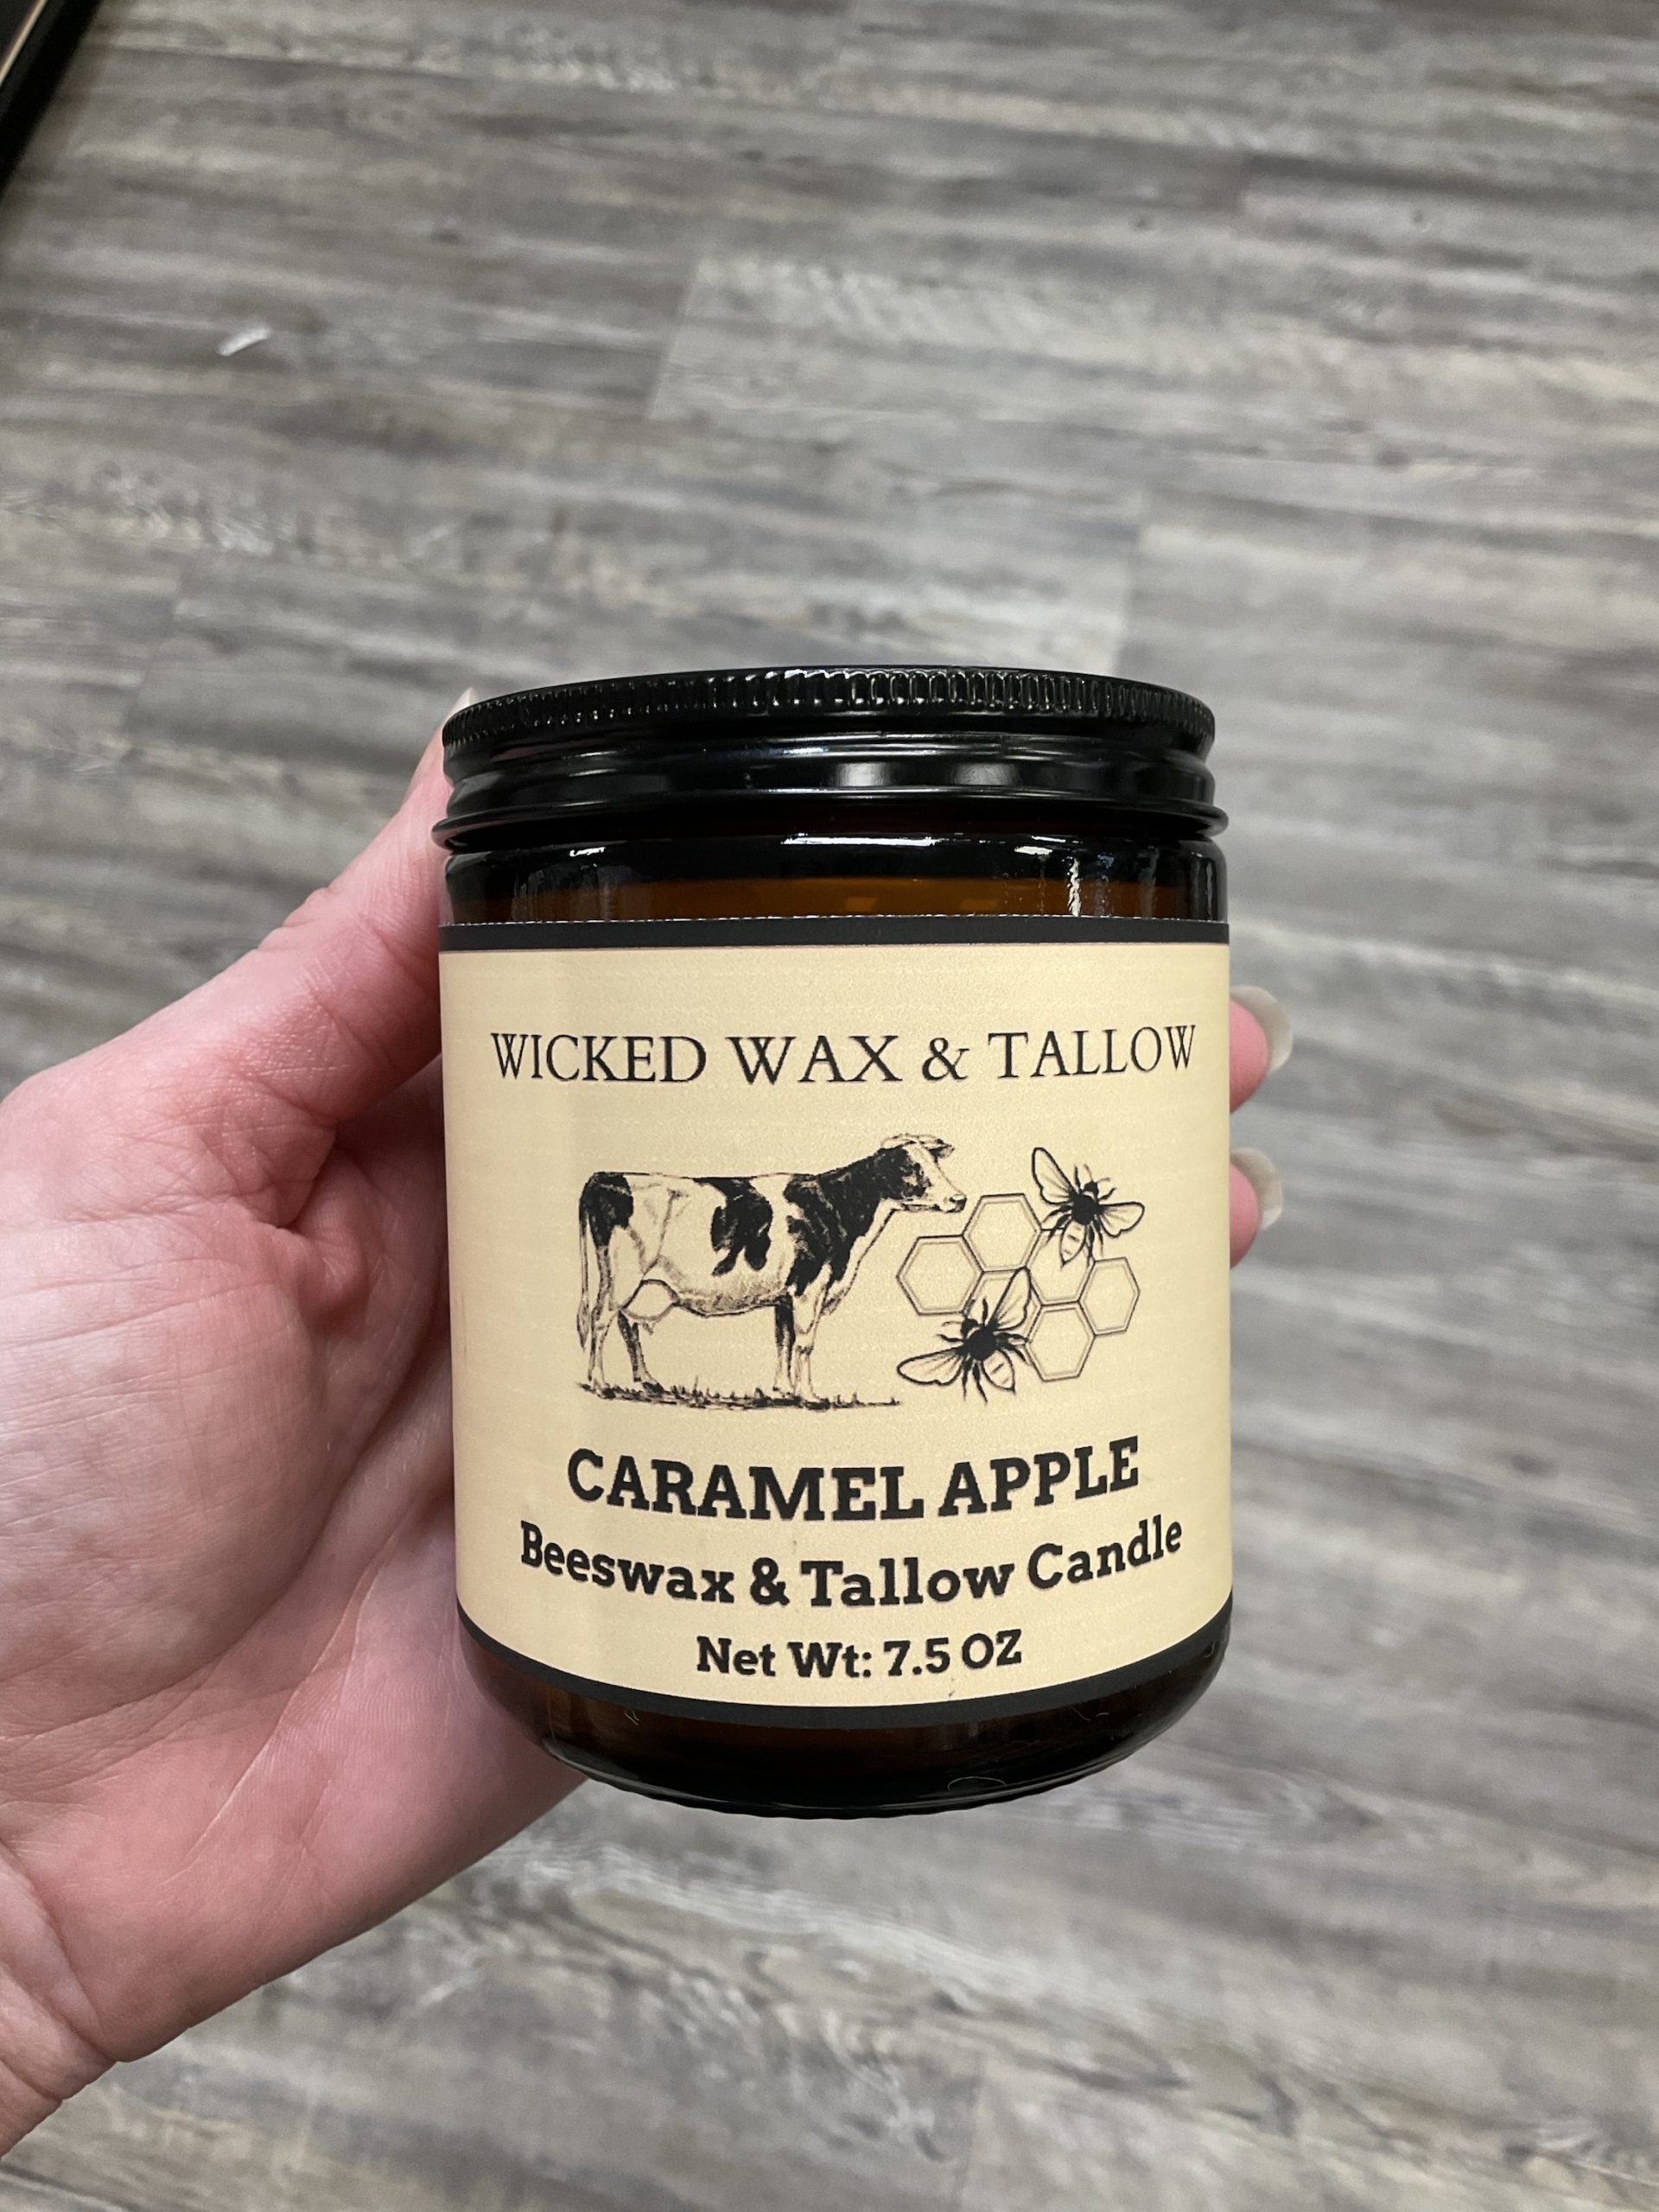 WICKED WAX & TALLOW
CARAMEL APPLE
Beeswax & Tallow Candle
Net Wt: 7.5 OZ